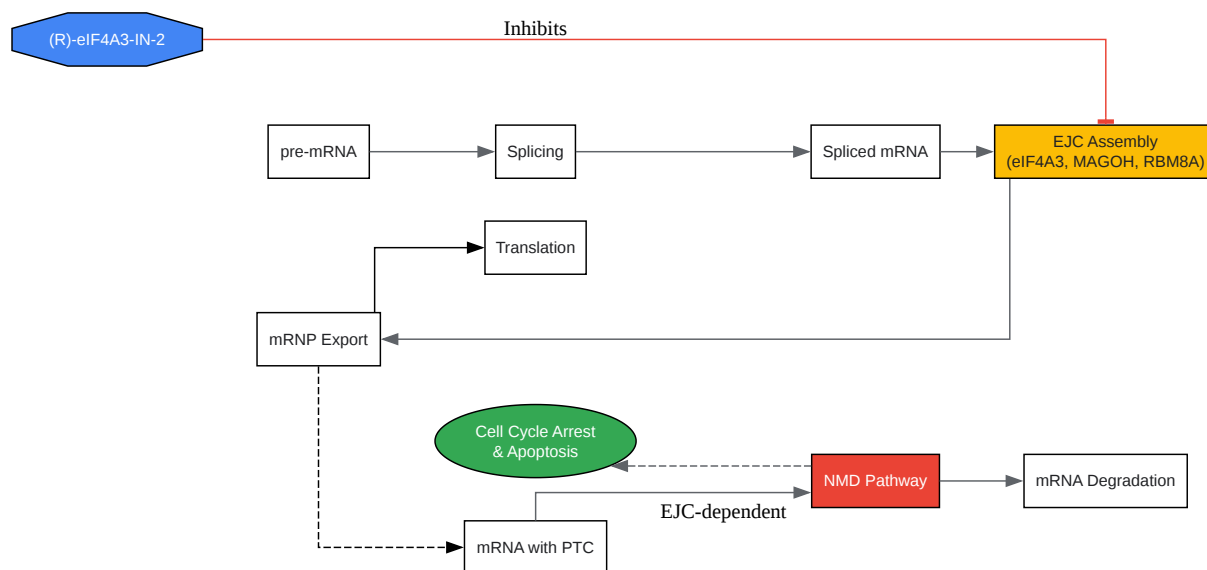 (R)-eIF4A3-IN-2
Inhibits
pre-mRNA
Splicing
Spliced mRNA
EJC Assembly
(eIF4A3, MAGOH, RBM8A)
Translation
mRNP Export
Cell Cycle Arrest
& Apoptosis
NMD Pathway
mRNA Degradation
EJC-dependent
mRNA with PTC